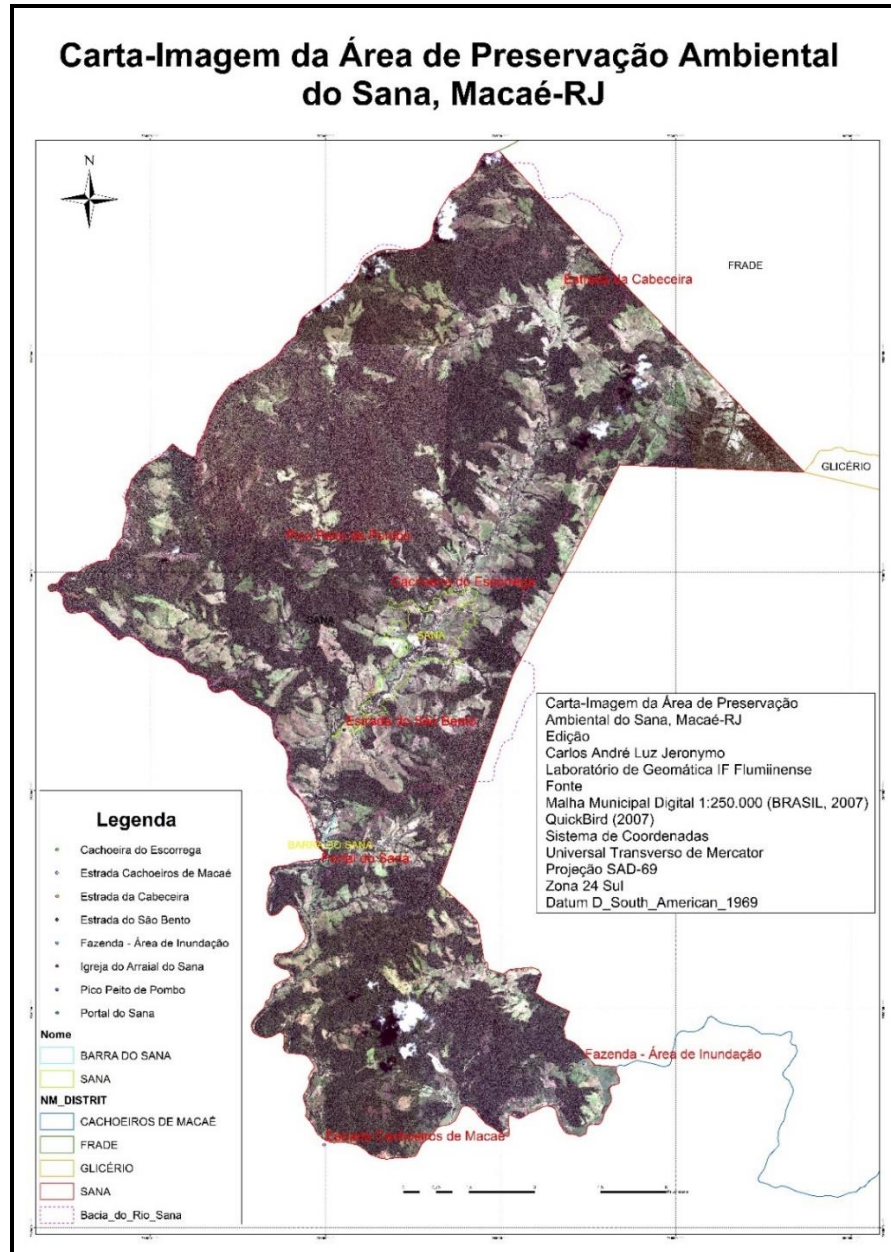 Carta-Imagem da Área de Preservação Ambiental
do Sana, Macaé-RJ
N
FRADE
Estrada da Cabeceira
GLICÉRIO
Pico Peito de Pombo
Cachoeira do Escorrega
SANA
SANA
Estrada do São Bento
BARRA DO SANA
Portal do Sana
Fazenda - Área de Inundação
Estrada Cachoeiros de Macaé
Carta-Imagem da Área de Preservação
Ambiental do Sana, Macaé-RJ
Edição
Carlos André Luz Jeronymo
Laboratório de Geomática IF Flumiinense
Fonte
Malha Municipal Digital 1:250.000 (BRASIL, 2007)
QuickBird (2007)
Sistema de Coordenadas
Universal Transverso de Mercator
Projeção SAD-69
Zona 24 Sul
Datum D_South_American_1969
Legenda
Cachoeira do Escorrega
Estrada Cachoeiros de Macaé
Estrada da Cabeceira
Estrada do São Bento
Fazenda - Área de Inundação
Igreja do Arraial do Sana
Pico Peito de Pombo
Portal do Sana
Nome
BARRA DO SANA
SANA
NM_DISTRIT
CACHOEIROS DE MACAÉ
FRADE
GLICÉRIO
SANA
Bacia_do_Rio_Sana